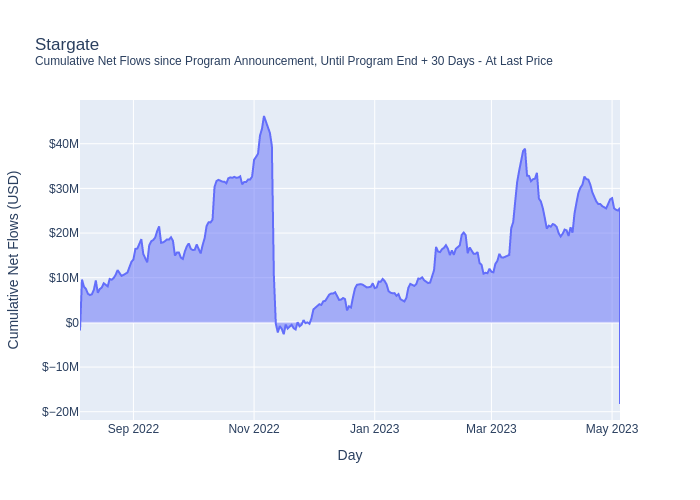 Stargate
Cumulative Net Flows since Program Announcement, Until Program End + 30 Days - At Last Price
Cumulative Net Flows (USD)
$40M
$30M
$20M
$10M
$0
$−10M
$−20M
Sep 2022
Nov 2022
Jan 2023
Mar 2023
May 2023
Day